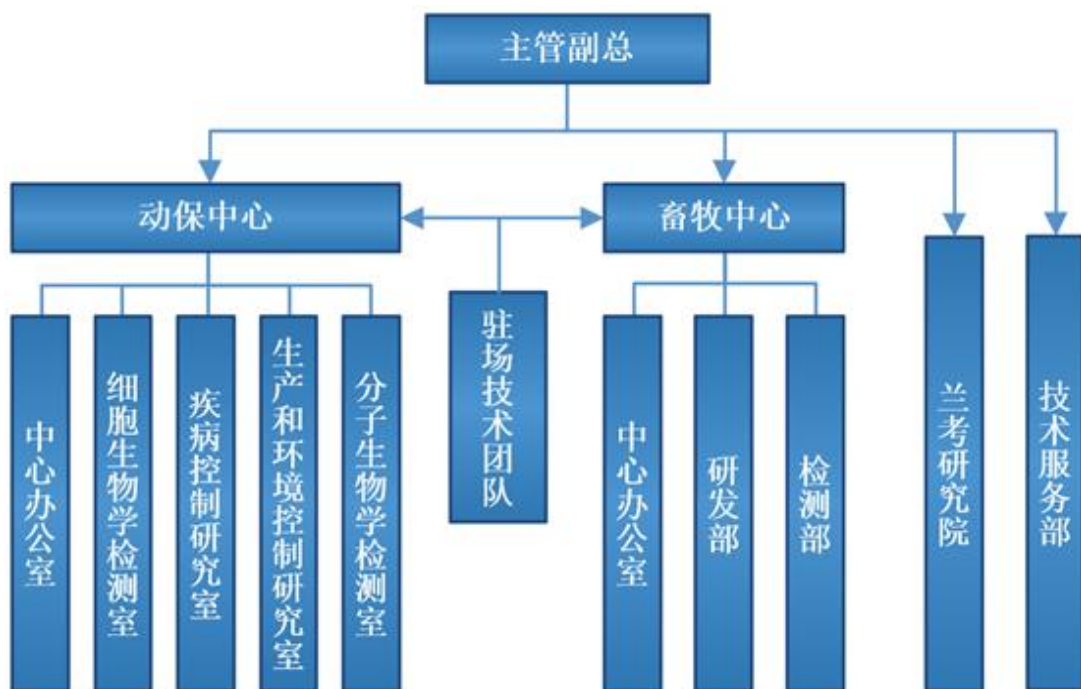 主管副总
动保中心
畜牧中心
中心办公室
细胞生物学检测室
疾病控制研究室
生产和环境控制研究室
分子生物学检测室
驻场技术团队
中心办公室
研发部
检测部
兰考研究院
技术服务部